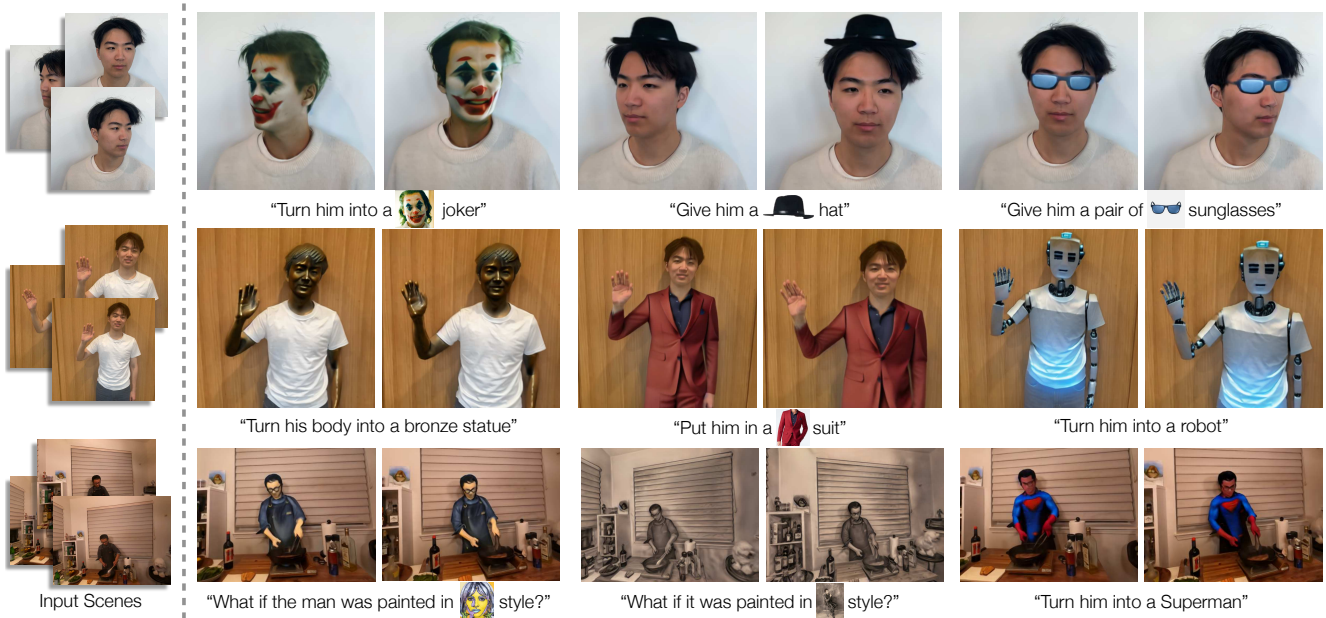 “Turn him into a joker”
“Give him a hat”
“Give him a pair of sunglasses”
“Turn his body into a bronze statue”
“Put him in a suit”
“Turn him into a robot”
Input Scenes
“What if the man was painted in style?”
“What if it was painted in style?”
“Turn him into a Superman”